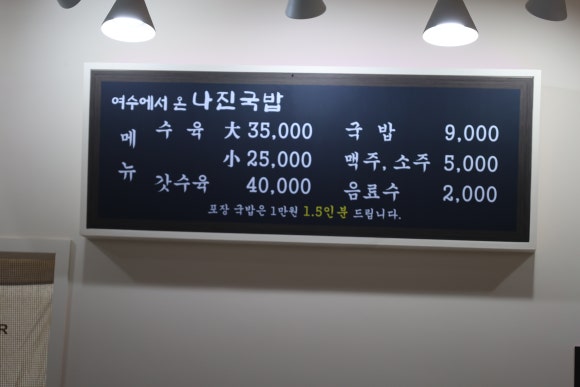 여수에서 온 나진국밥
메뉴
수육 大 35,000
小 25,000
갓수육 40,000
국밥 9,000
맥주, 소주 5,000
음료수 2,000
포장 국밥은 1만원 1.5인분 드립니다.
R